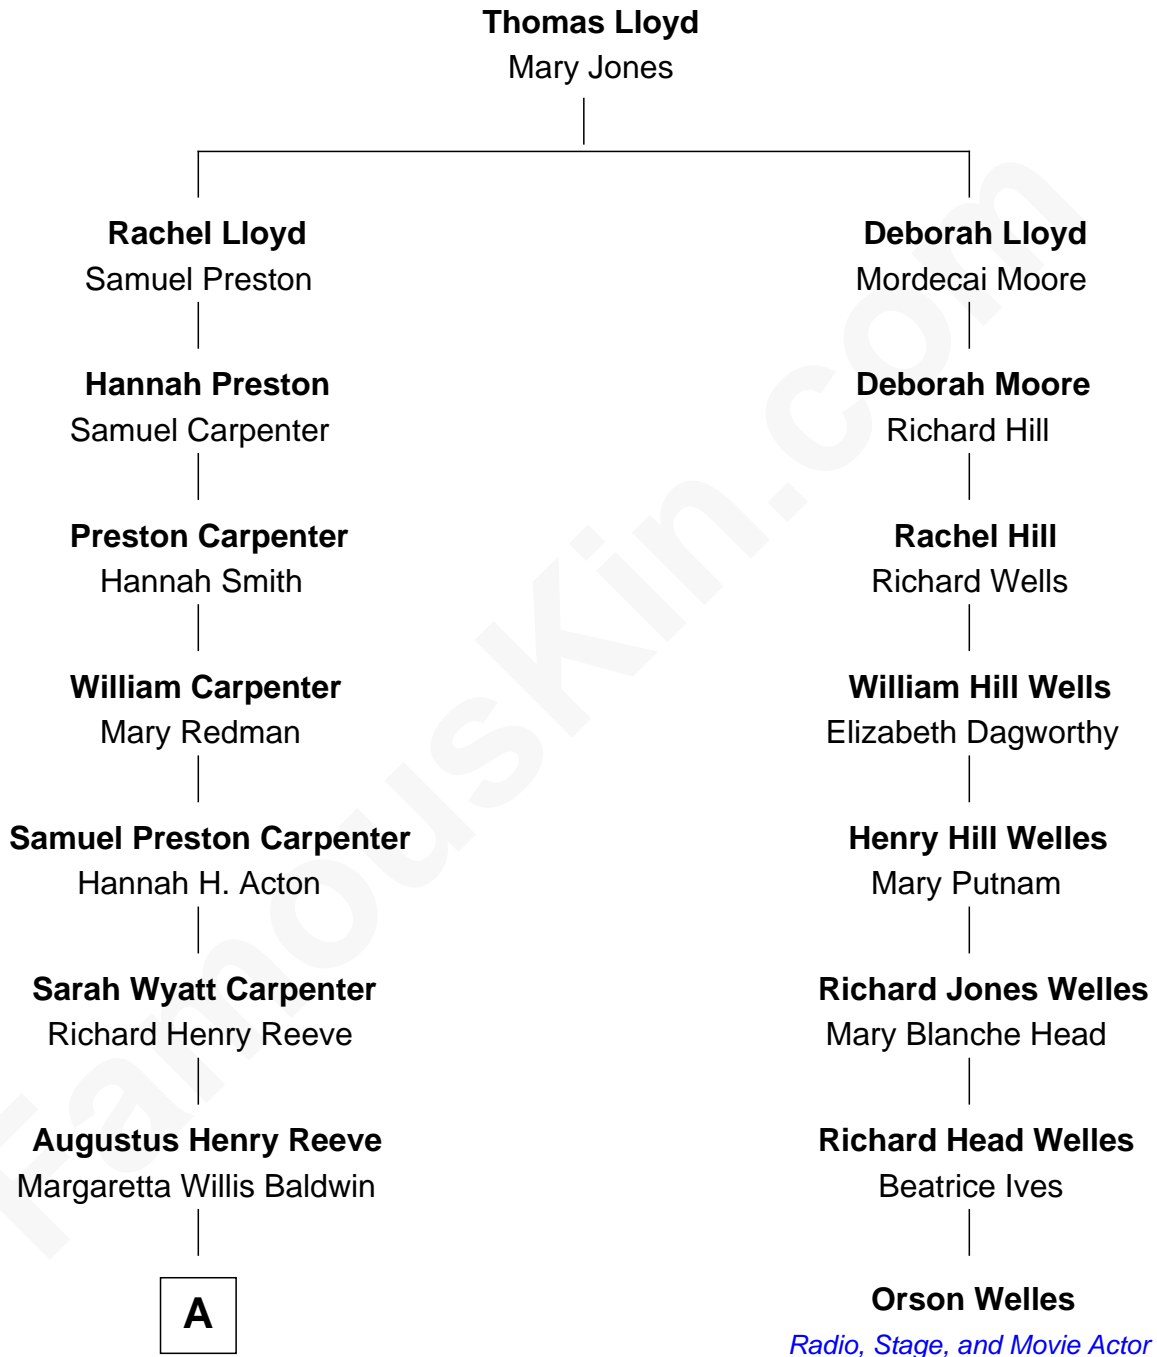 Thomas Lloyd
Mary Jones
Rachel Lloyd
Samuel Preston
Deborah Lloyd
Mordecai Moore
Hannah Preston
Samuel Carpenter
Deborah Moore
Richard Hill
Preston Carpenter
Hannah Smith
Rachel Hill
Richard Wells
William Carpenter
Mary Redman
William Hill Wells
Elizabeth Dagworthy
Samuel Preston Carpenter
Hannah H. Acton
Henry Hill Welles
Mary Putnam
Sarah Wyatt Carpenter
Richard Henry Reeve
Richard Jones Welles
Mary Blanche Head
Augustus Henry Reeve
Margaretta Willis Baldwin
Richard Head Welles
Beatrice Ives
A
Orson Welles
Radio, Stage, and Movie Actor
FamousKin.com